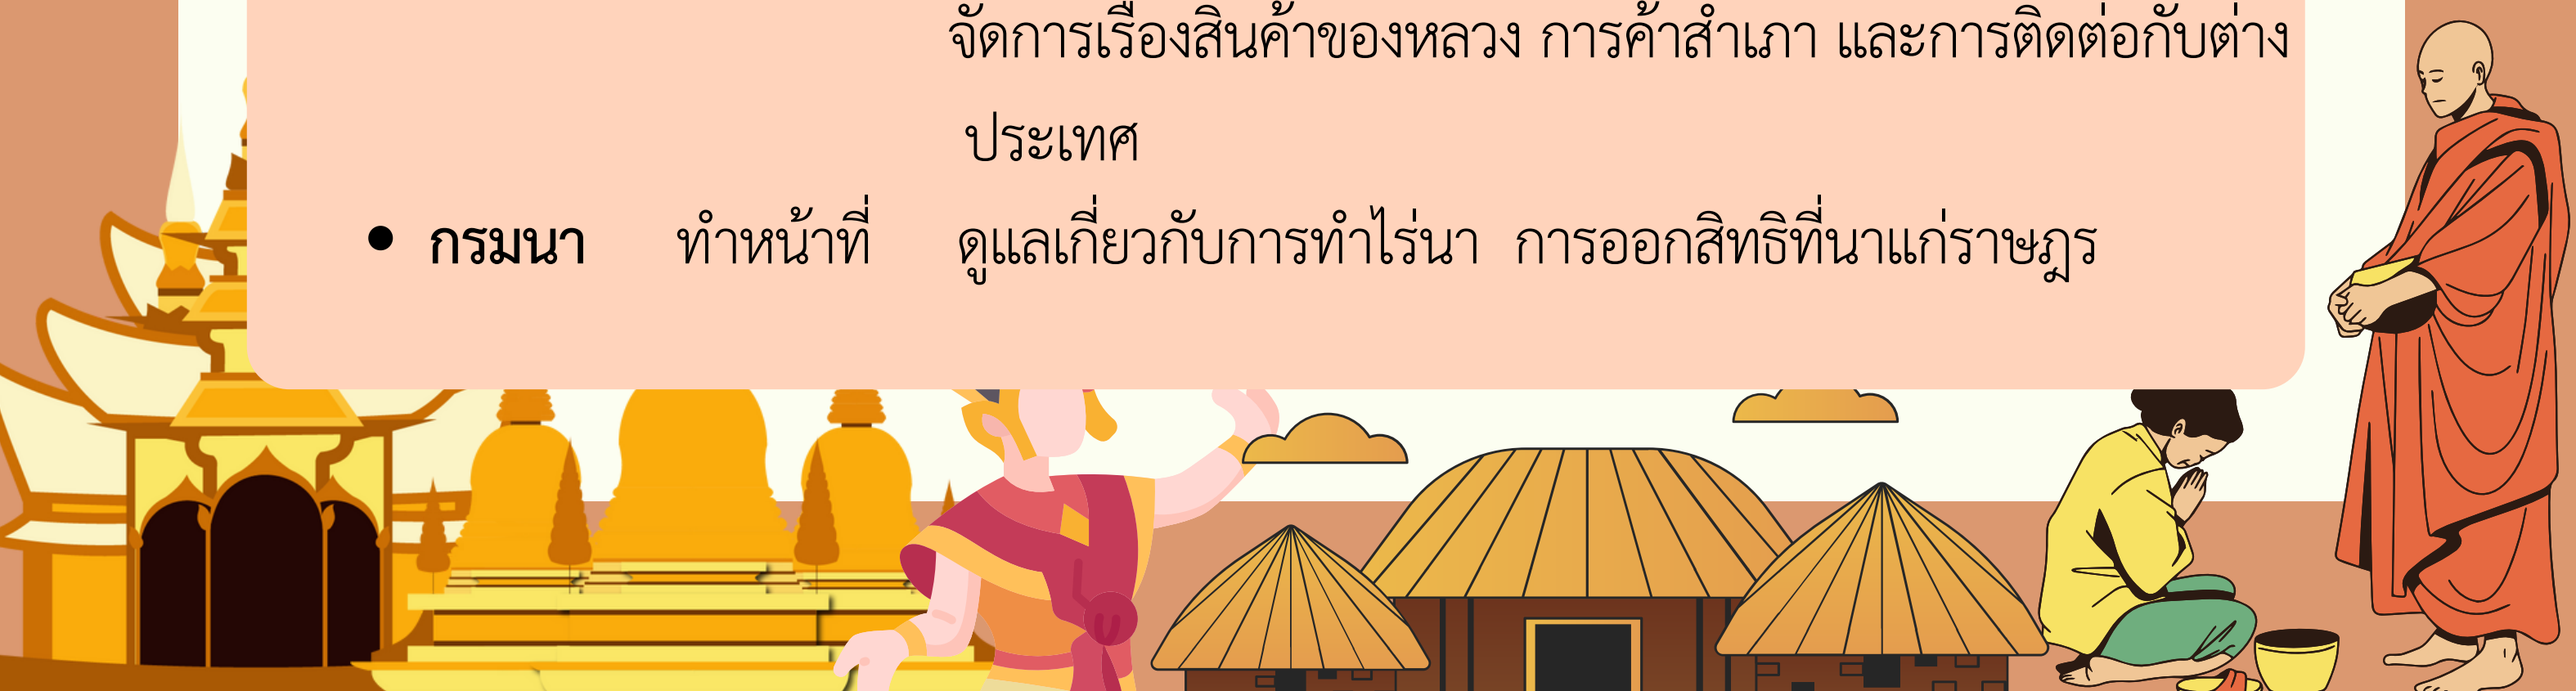 จัดการเรื่องสินค้าของหลวง การค้าสำเภา และการติดต่อกับต่าง
ประเทศ
• กรมนา ทำหน้าที่ ดูแลเกี่ยวกับการทำไร่นา การออกสิทธิที่นาแก่ราษฎร